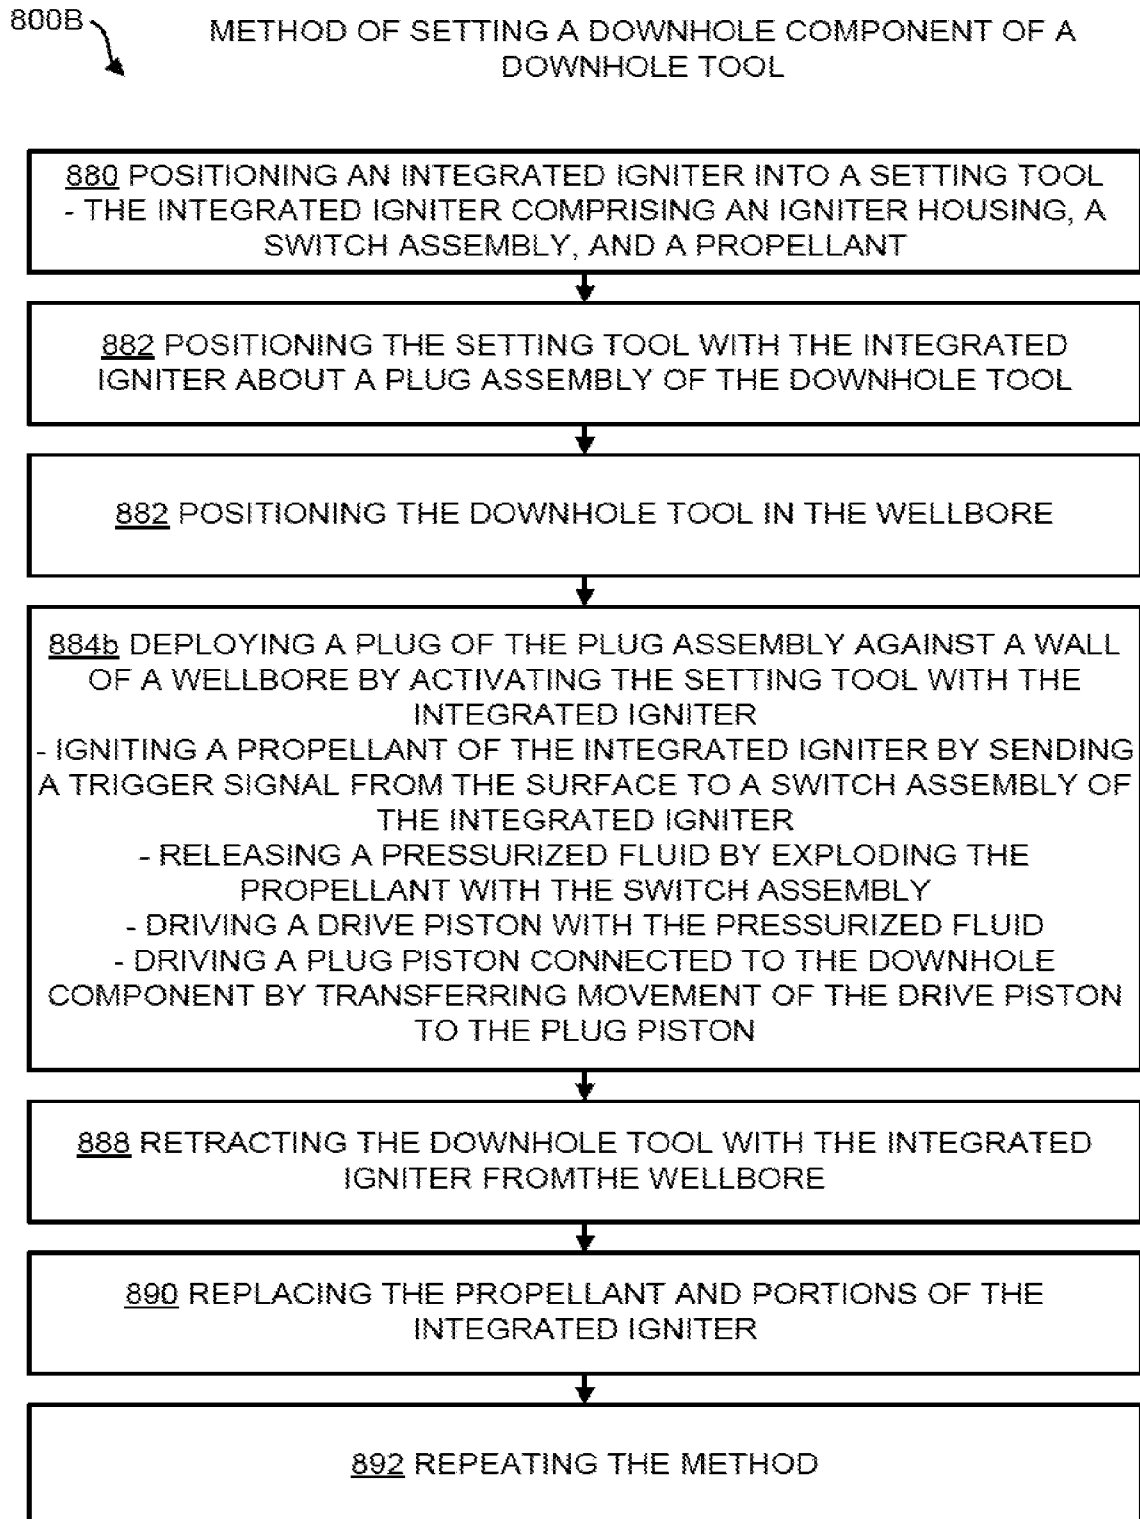 800B
METHOD OF SETTING A DOWNHOLE COMPONENT OF A
DOWNHOLE TOOL
880 POSITIONING AN INTEGRATED IGNITER INTO A SETTING TOOL
- THE INTEGRATED IGNITER COMPRISING AN IGNITER HOUSING, A
SWITCH ASSEMBLY, AND A PROPELLANT
882 POSITIONING THE SETTING TOOL WITH THE INTEGRATED
IGNITER ABOUT A PLUG ASSEMBLY OF THE DOWNHOLE TOOL
882 POSITIONING THE DOWNHOLE TOOL IN THE WELLBORE
884b DEPLOYING A PLUG OF THE PLUG ASSEMBLY AGAINST A WALL
OF A WELLBORE BY ACTIVATING THE SETTING TOOL WITH THE
INTEGRATED IGNITER
- IGNITING A PROPELLANT OF THE INTEGRATED IGNITER BY SENDING
A TRIGGER SIGNAL FROM THE SURFACE TO A SWITCH ASSEMBLY OF
THE INTEGRATED IGNITER
- RELEASING A PRESSURIZED FLUID BY EXPLODING THE
PROPELLANT WITH THE SWITCH ASSEMBLY
- DRIVING A DRIVE PISTON WITH THE PRESSURIZED FLUID
- DRIVING A PLUG PISTON CONNECTED TO THE DOWNHOLE
COMPONENT BY TRANSFERRING MOVEMENT OF THE DRIVE PISTON
TO THE PLUG PISTON
888 RETRACTING THE DOWNHOLE TOOL WITH THE INTEGRATED
IGNITER FROMTHE WELLBORE
890 REPLACING THE PROPELLANT AND PORTIONS OF THE
INTEGRATED IGNITER
892 REPEATING THE METHOD